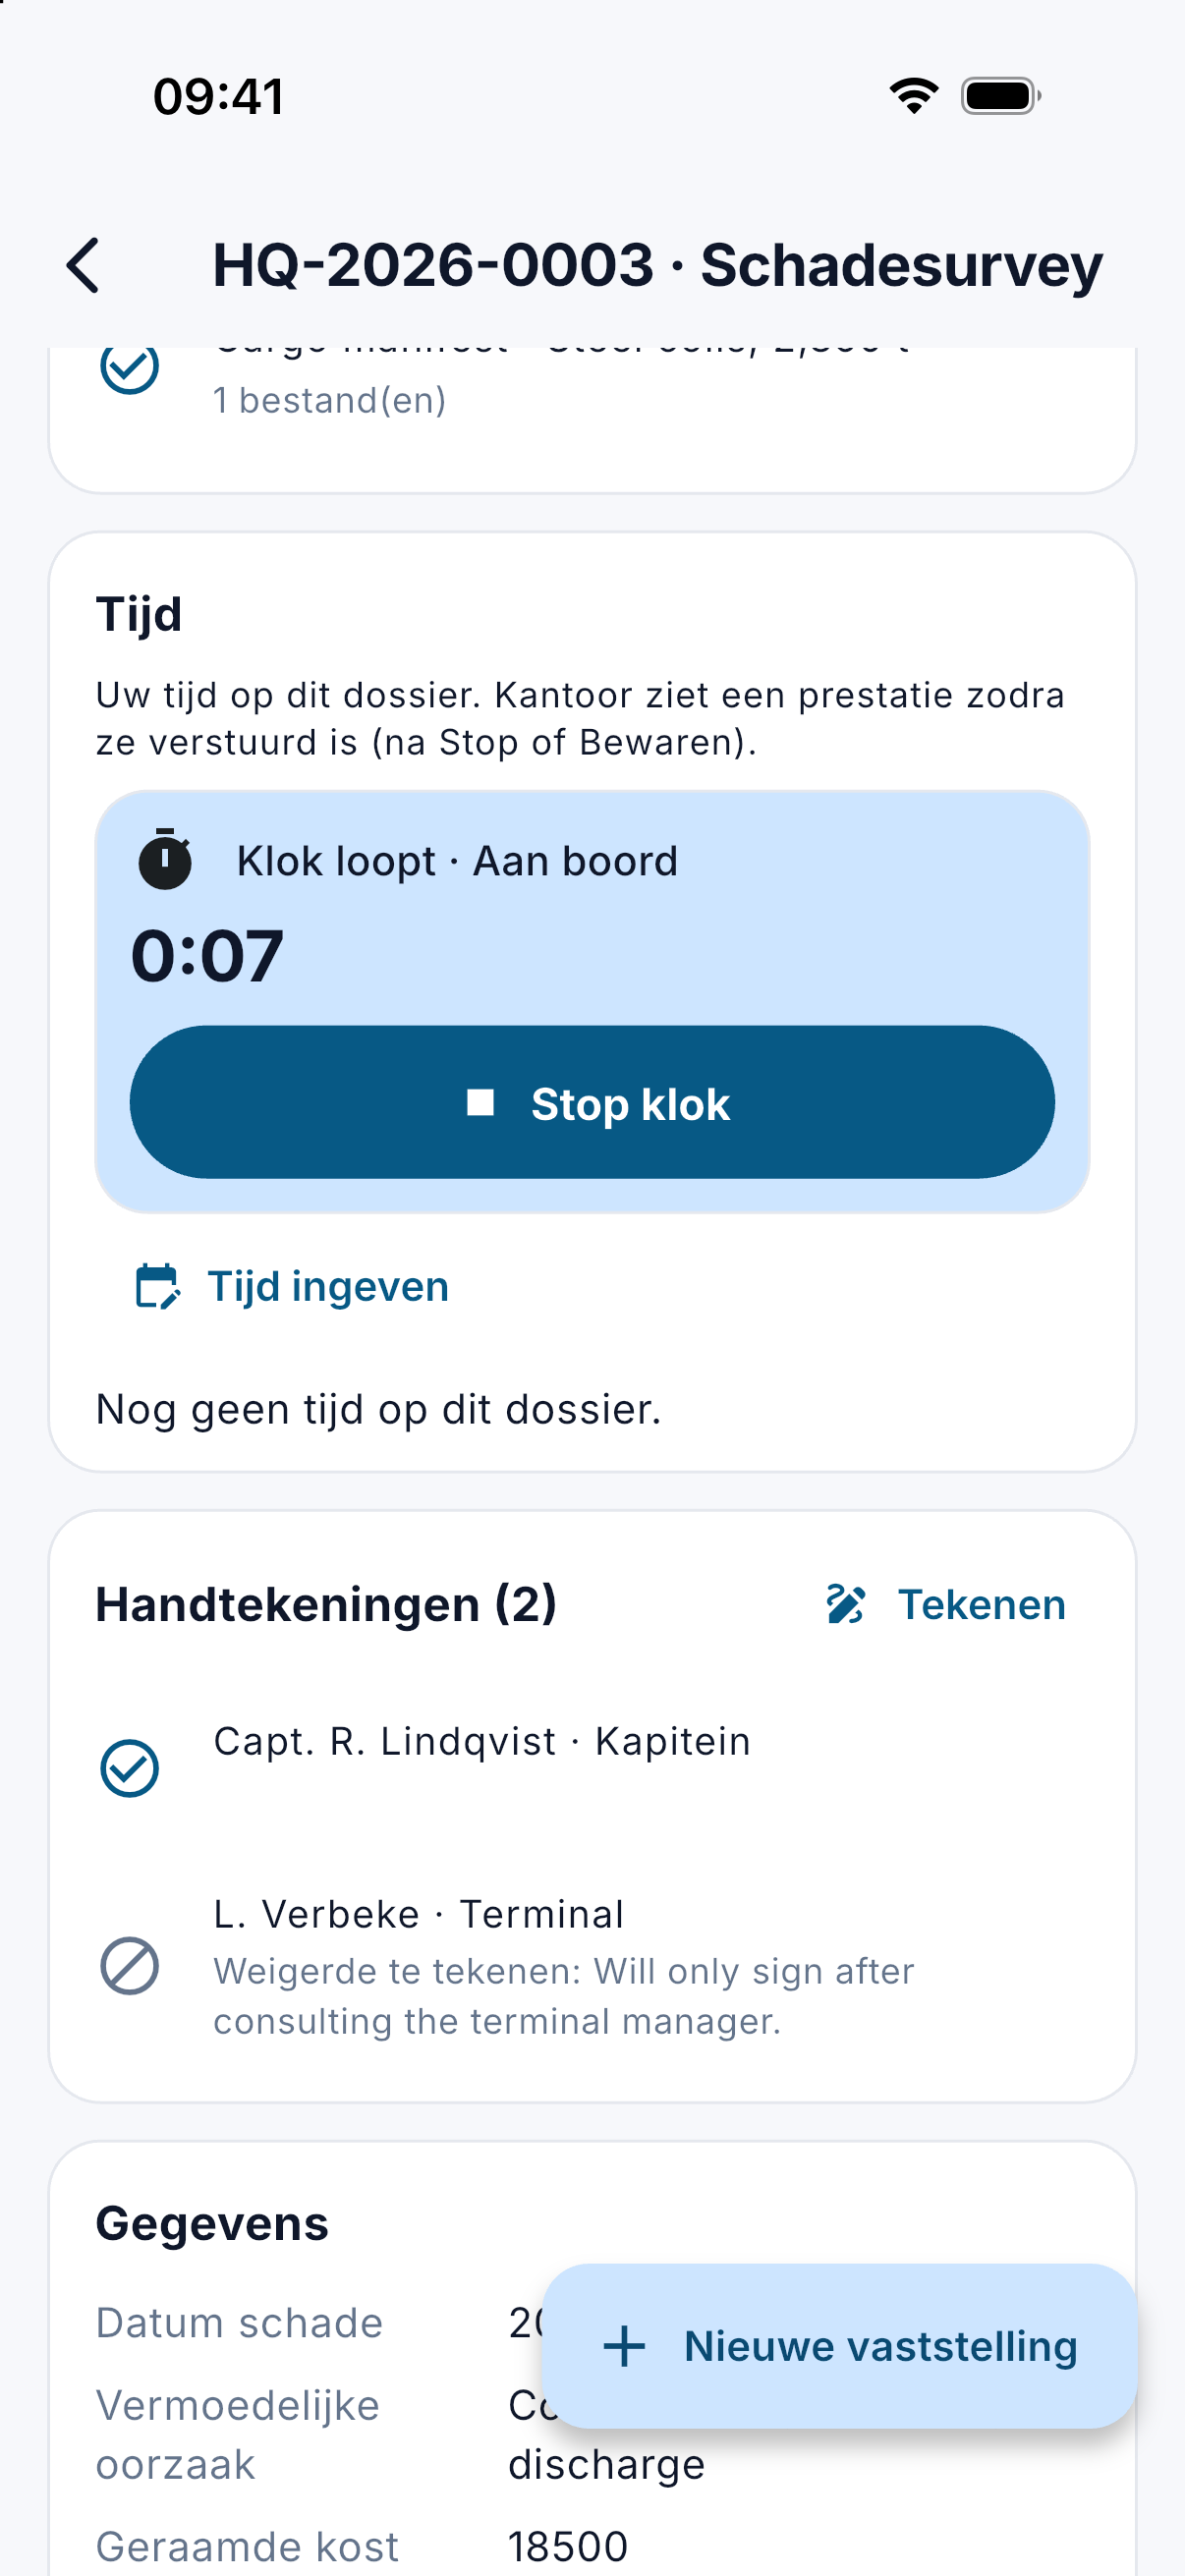 09:41
HQ-2026-0003 · Schadesurvey
1 bestand(en)
Tijd
Uw tijd op dit dossier. Kantoor ziet een prestatie zodra
ze verstuurd is (na Stop of Bewaren).
Klok loopt · Aan boord
0:07
Stop klok
Tijd ingeven
Nog geen tijd op dit dossier.
Handtekeningen (2)
Tekenen
Capt. R. Lindqvist · Kapitein
L. Verbeke · Terminal
Weigerde te tekenen: Will only sign after
consulting the terminal manager.
Gegevens
Datum schade
Nieuwe vaststelling
Vermoedelijke
oorzaak
discharge
Geraamde kost
18500